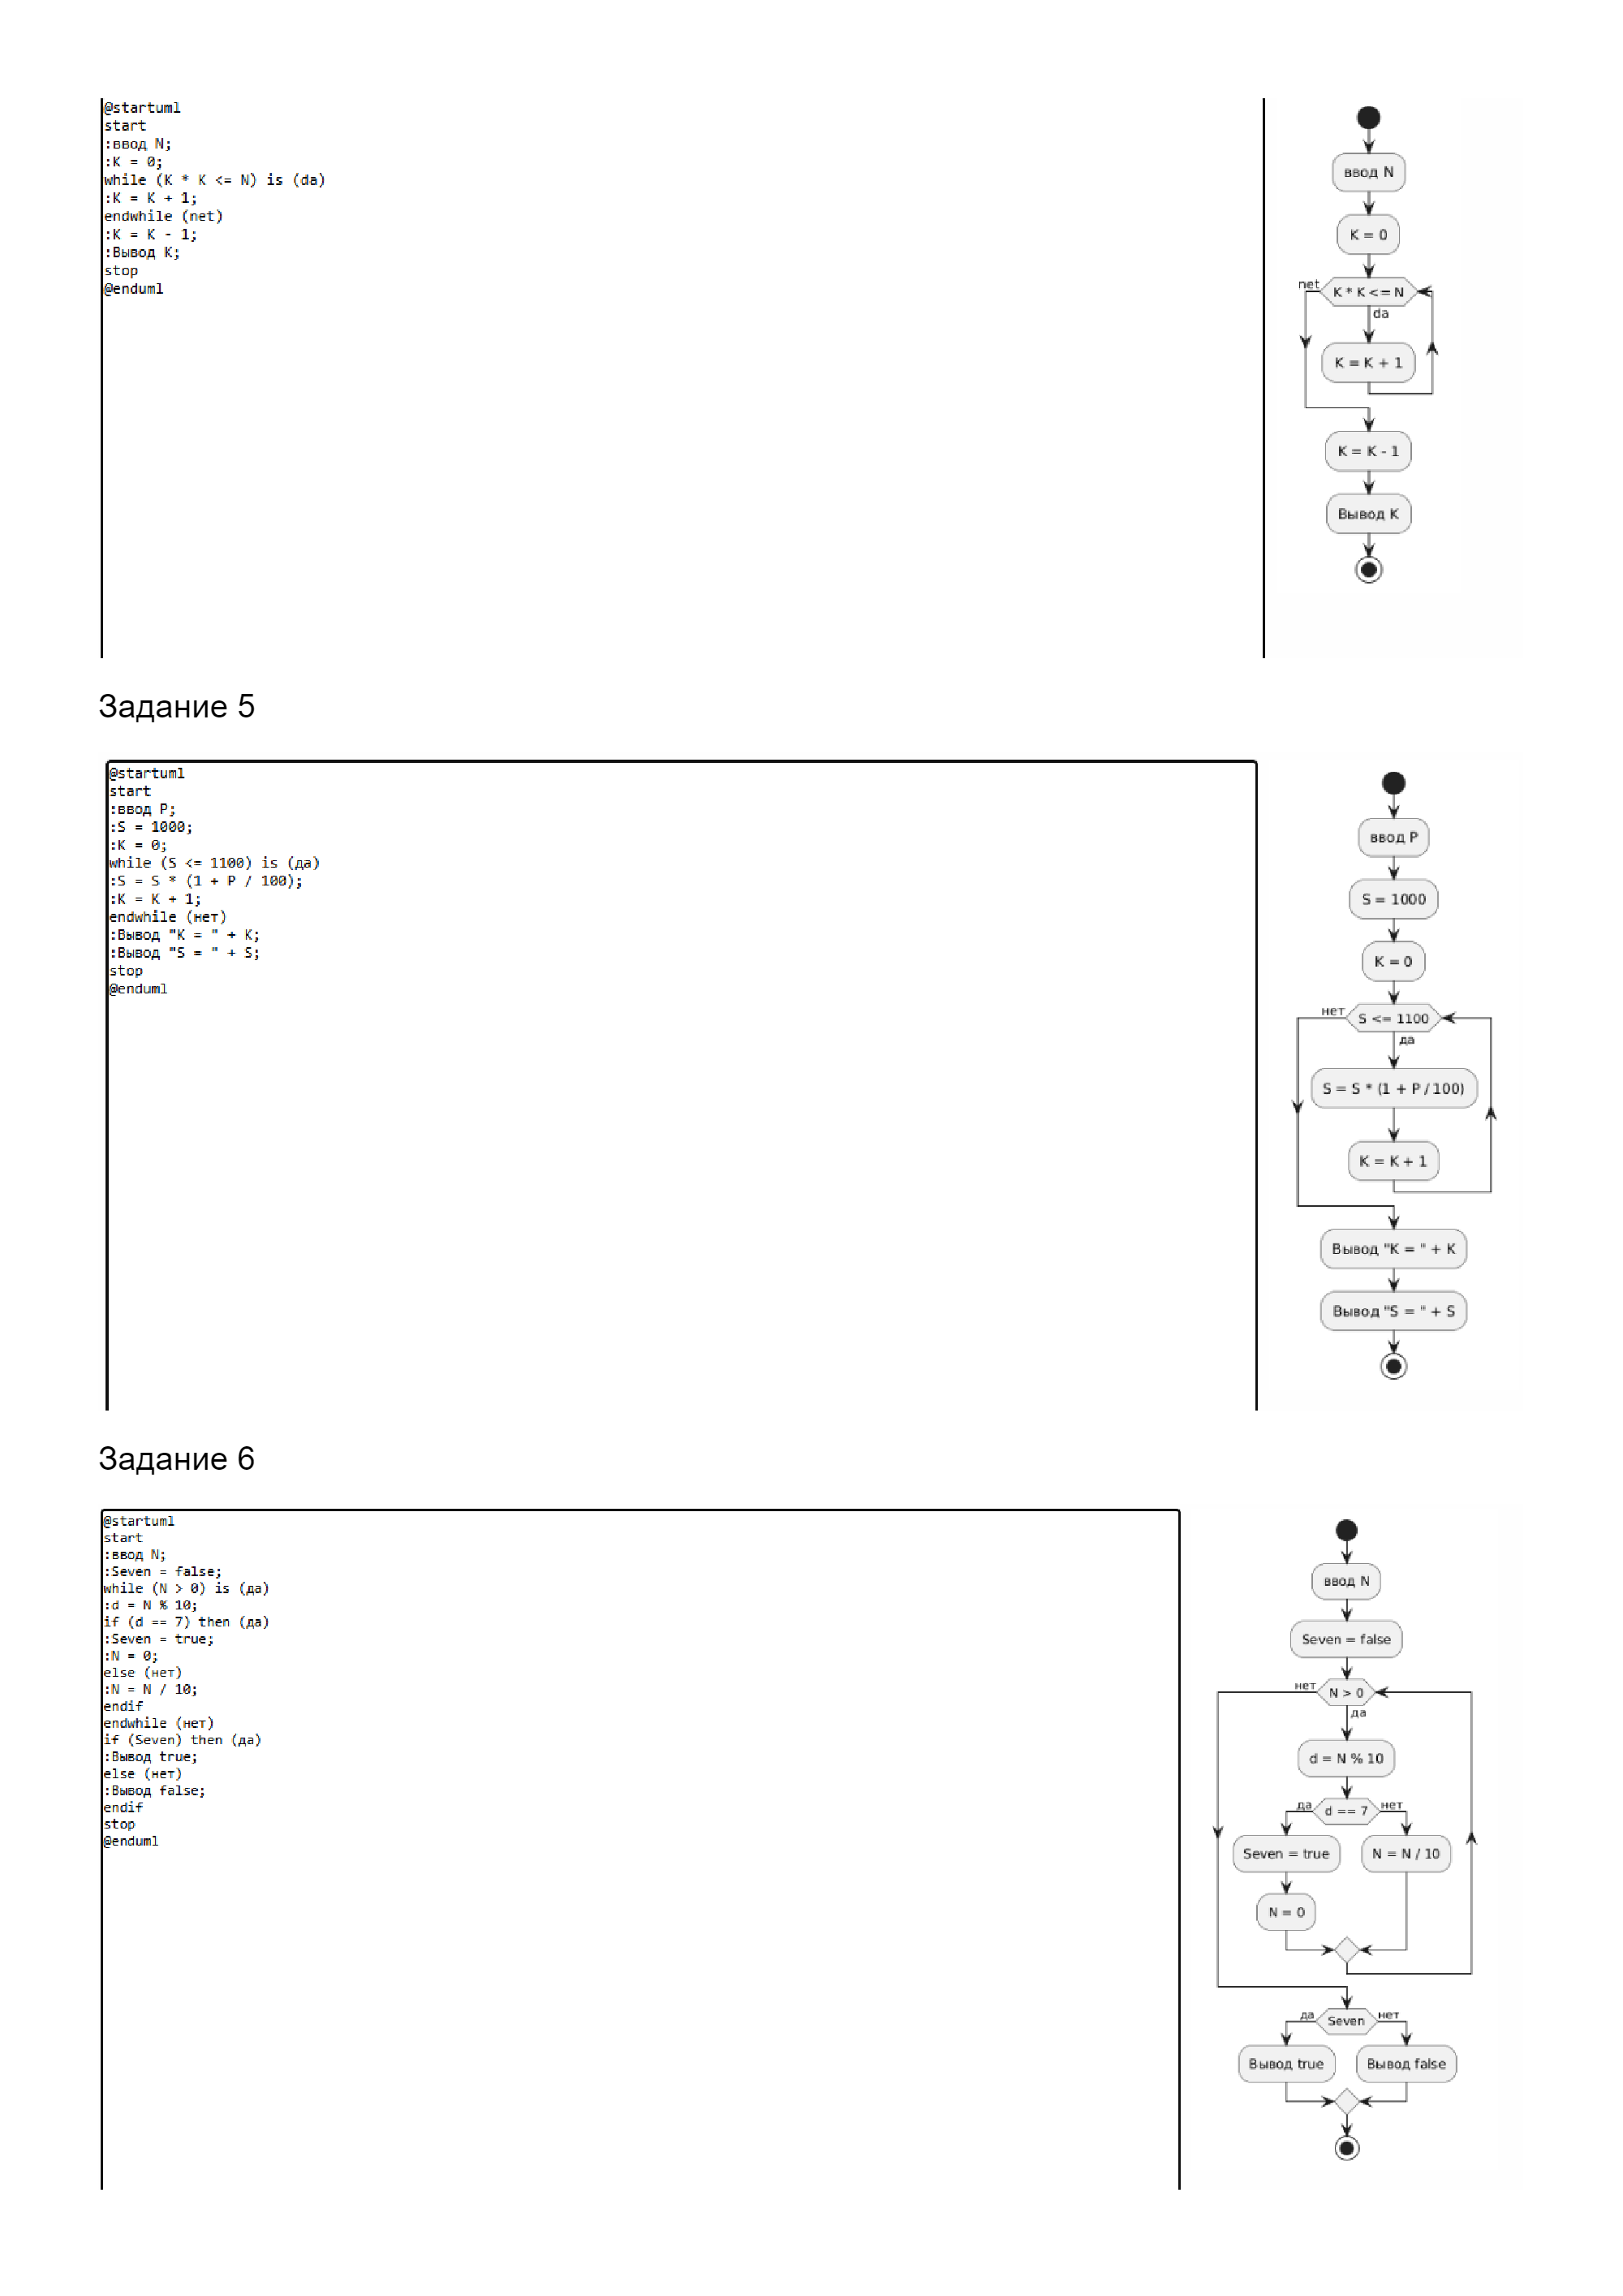 @startuml
start
:ввод N;
:K = 0;
while (K * K <= N) is (da)
:K = K + 1;
endwhile (net)
:K = K - 1;
:Вывод K;
stop
@enduml
ввод N
K = 0
net
K * K <= N
da
K = K + 1
K = K - 1
Вывод K
Задание 5
@startuml
start
:ввод P;
:S = 1000;
:K = 0;
while (S <= 1100) is (да)
:S = S * (1 + P / 100);
:K = K + 1;
endwhile (нет)
:Вывод "K = " + K;
:Вывод "S = " + S;
stop
@enduml
ввод P
S = 1000
K = 0
нет
S <= 1100
да
S = S * (1 + P / 100)
K = K + 1
Вывод "K = " + K
Вывод "S = " + S
Задание 6
@startuml
start
:ввод N;
:Seven = false;
while (N > 0) is (да)
:d = N % 10;
if (d == 7) then (да)
:Seven = true;
:N = 0;
else (нет)
:N = N / 10;
endif
endwhile (нет)
if (Seven) then (да)
:Вывод true;
else (нет)
:Вывод false;
endif
stop
@enduml
ввод N
Seven = false
нет
N > 0
да
d = N % 10
да
d == 7
нет
Seven = true
N = N / 10
N = 0
да
Seven
нет
Вывод true
Вывод false